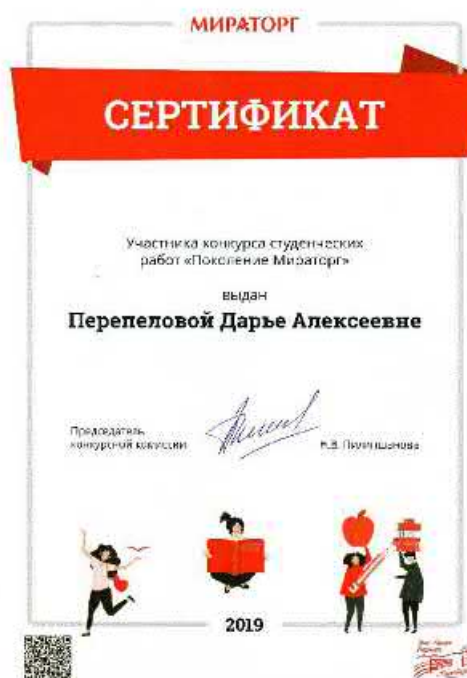 МИРАТОРГ
СЕРТИФИКАТ
Участника конкурса студенческих
работ «Поколение Мираторг»
выдан
Перепеловой Дарье Алексеевне
Председатель
конкурсной комиссии
Н.В.
2019